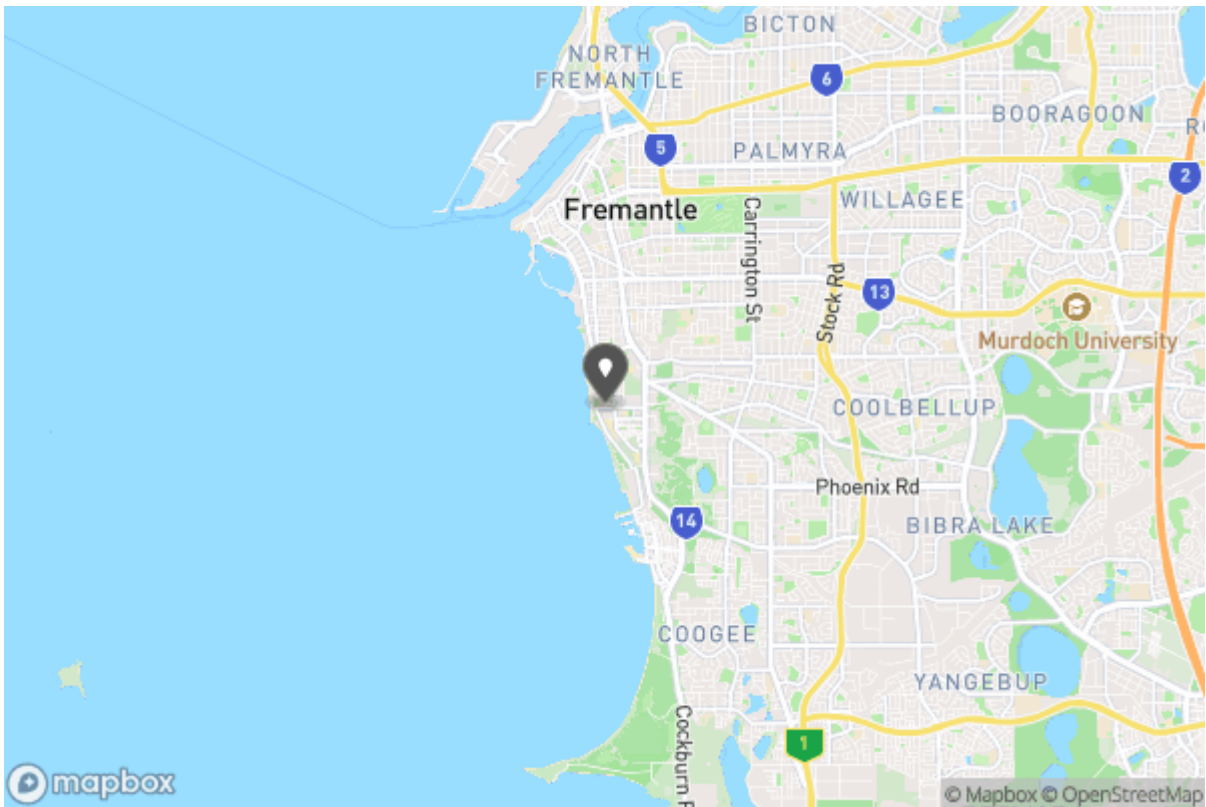 BICTON
NORTH
FREMANTLE
6
BOORAGOON
5
PALMYRA
2
WILLAGEE
Fremantle
Carrington St
Stock Rd
13
Murdoch University
COOLBELLUP
Phoenix Rd
14
BIBRA LAKE
COOGEE
YANGEBUP
Cockburn R
1
mapbox
© Mapbox © OpenStreetMap